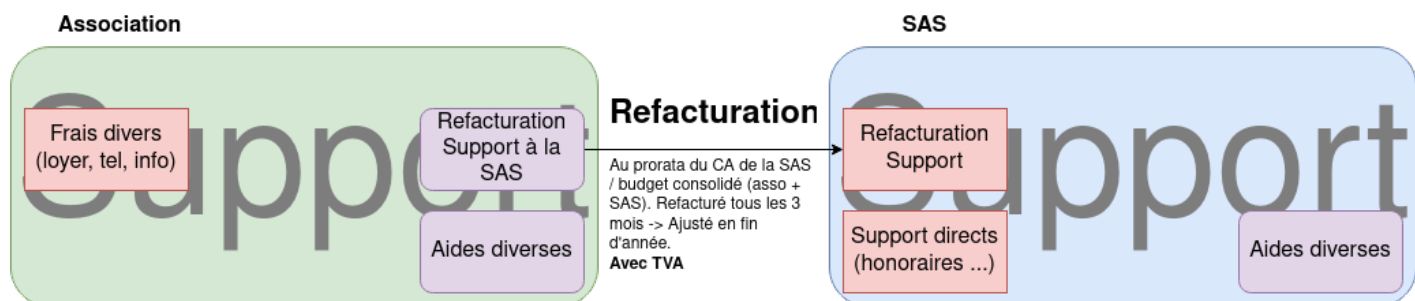 Association
SAS
Support
Frais divers
(loyer, tel, info)
Refacturation
Support à la
SAS
Aides diverses
Refacturation
Au prorata du CA de la SAS
/ budget consolidé (asso +
SAS). Refacturé tous les 3
mois -> Ajusté en fin
d'année.
Avec TVA
Support
Refacturation
Support
Support directs
(honoraires ...)
Aides diverses